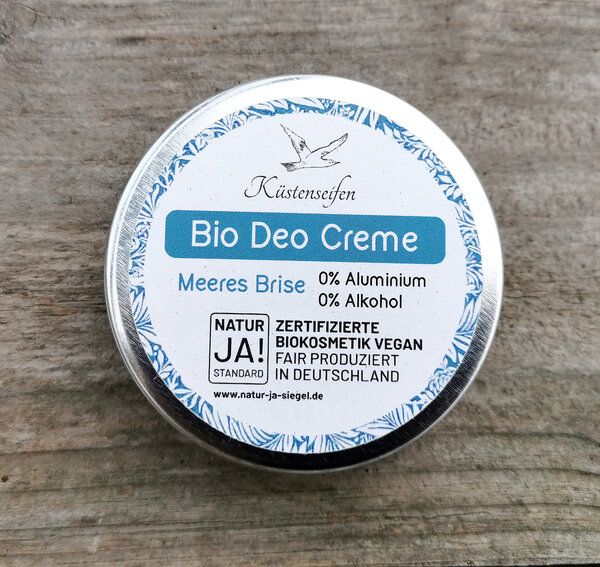 Küstenseifen
Bio Deo Creme
Meeres Brise
0% Aluminium
0% Alkohol
NATUR
JA!
STANDARD
ZERTIFIZIERTE
BIOKOSMETIK VEGAN
FAIR PRODUZIERT
IN DEUTSCHLAND
www.natur-ja-siegel.de